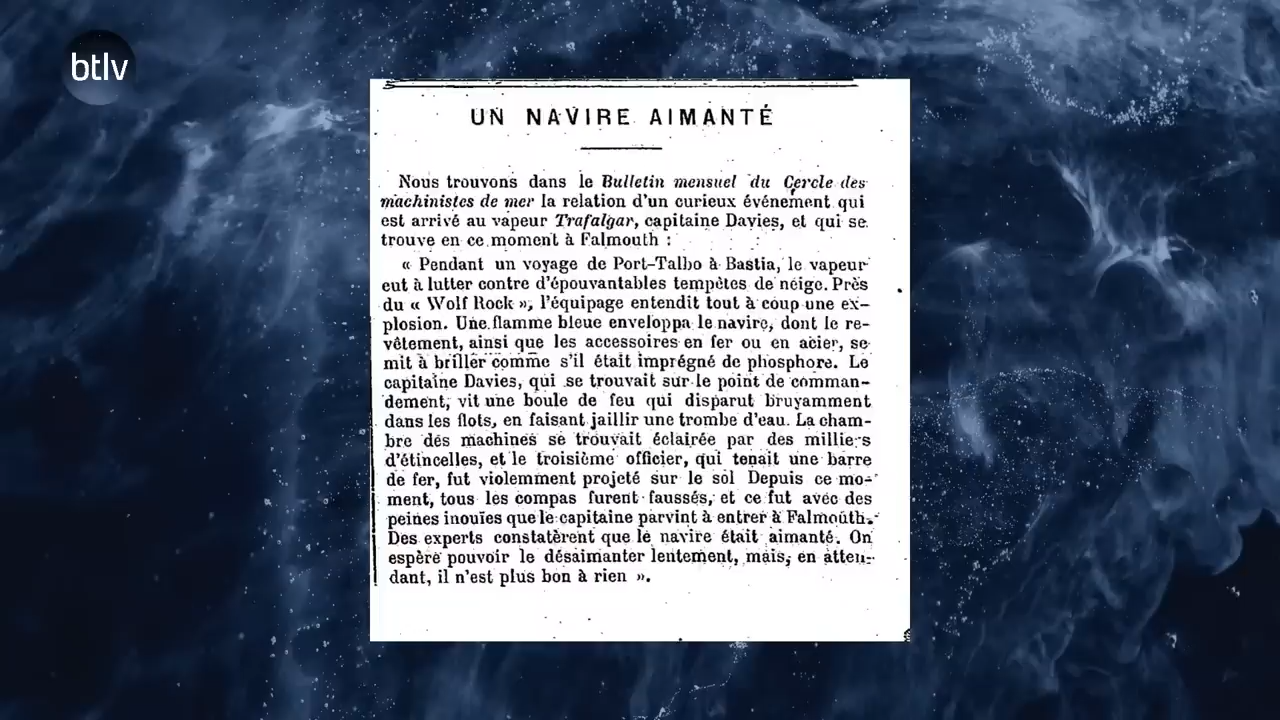 btlv
UN NAVIRE AIMANTÉ
Nous trouvons dans le Bulletin mensuel du Cercle des
machinistes de mer la relation d'un curieux événement qui
est arrivé au vapeur Trafalgar, capitaine Davies, et qui se
trouve en ce moment à Falmouth :
« Pendant un voyage de Port-Talbo à Bastia, le vapeur
eut à lutter contre d'épouvantables tempêtes de neige. Près
du « Wolf Rock », l'équipage entendit tout à coup une ex-
plosion. Une flamme bleue enveloppa le navire, dont le re-
vêtement, ainsi que les accessoires en fer ou en acier, se
mit à briller comme s'il était imprégné de phosphore. Le
capitaine Davies, qui se trouvait sur le point de comman-
dement, vit une boule de feu qui disparut bruyamment
dans les flots, en faisant jaillir une trombe d'eau. La cham-
bre des machines se trouvait éclairée par des milliers
d'étincelles, et le troisième officier, qui tenait une barre
de fer, fut violemment projeté sur le sol Depuis ce mo-
ment, tous les compas furent faussés, et ce fut avec des
peines inouïes que le capitaine parvint à entrer à Falmouth.
Des experts constatèrent que le navire était aimanté. On
espère pouvoir le désaimanter lentement, mais, en atten-
dant, il n'est plus bon à rien ».